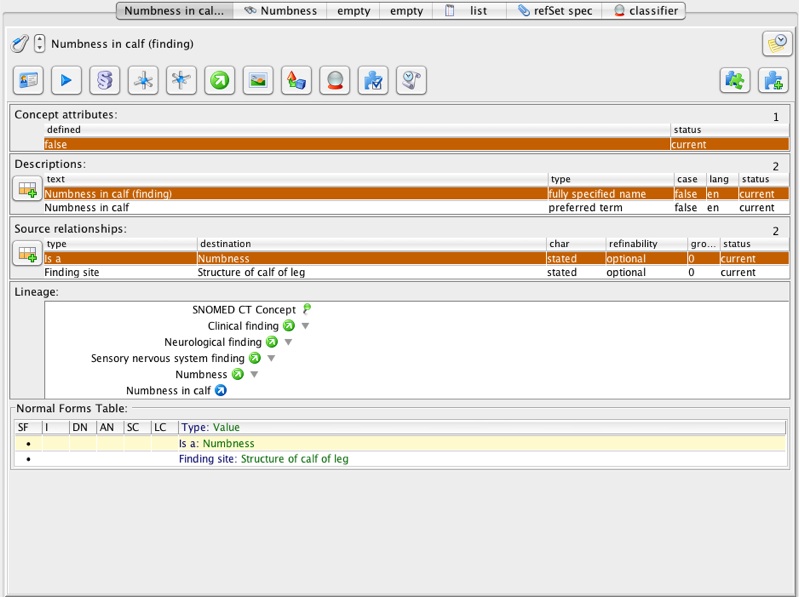 Numbness in cal... Numbness empty empty list refSet spec classifier
Numbness in calf (finding)
Concept attributes: 1
defined status
false current
Descriptions: 2
text type case lang status
Numbness in calf (finding) fully specified name false en current
Numbness in calf preferred term false en current
Source relationships: 2
type destination char refinability gro... status
Is a Numbness stated optional 0 current
Finding site Structure of calf of leg stated optional 0 current
Lineage:
SNOMED CT Concept
Clinical finding
Neurological finding
Sensory nervous system finding
Numbness
Numbness in calf
Normal Forms Table:
SF I DN AN SC LC Type: Value
• Is a: Numbness
• Finding site: Structure of calf of leg